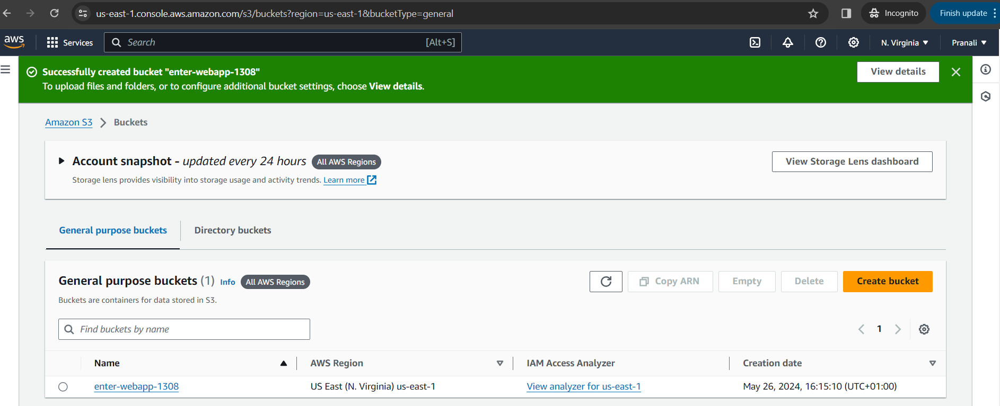 us-east-1.console.aws.amazon.com/s3/buckets?region=us-east-1&bucketType=general
Incognito
Finish update
aws
Services
Search
[Alt+S]
N. Virginia
Pranali
Successfully created bucket "enter-webapp-1308"
To upload files and folders, or to configure additional bucket settings, choose View details.
View details
Amazon S3
Buckets
Account snapshot - updated every 24 hours
All AWS Regions
Storage lens provides visibility into storage usage and activity trends. Learn more
View Storage Lens dashboard
General purpose buckets
Directory buckets
General purpose buckets (1) Info
All AWS Regions
Buckets are containers for data stored in S3.
Copy ARN
Empty
Delete
Create bucket
Find buckets by name
1
Name
AWS Region
IAM Access Analyzer
Creation date
enter-webapp-1308
US East (N. Virginia) us-east-1
View analyzer for us-east-1
May 26, 2024, 16:15:10 (UTC+01:00)